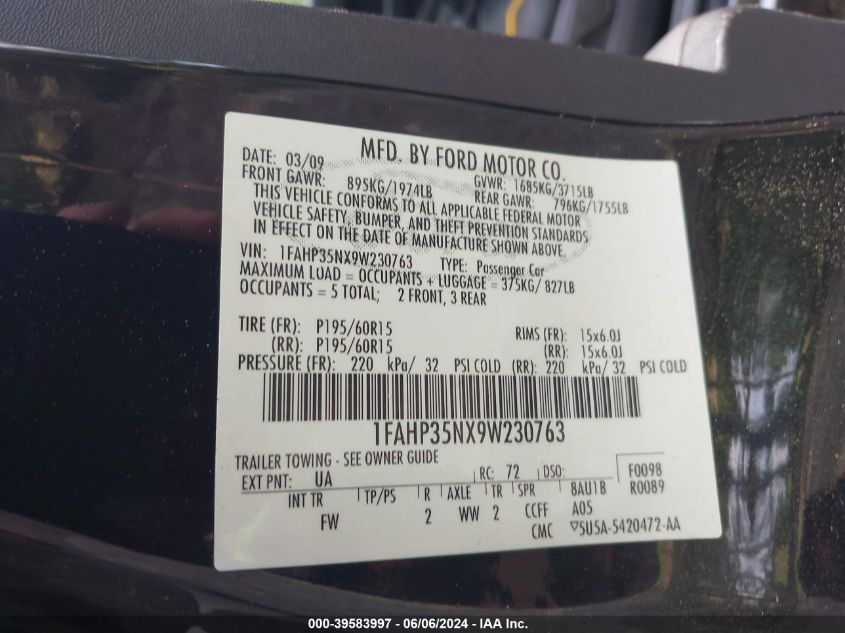 MFD. BY FORD MOTOR CO.
DATE: 03/09 GVWR: 1685KG/3715LB
FRONT GAWR: 895KG/1974LB REAR GAWR: 796KG/1755LB
THIS VEHICLE CONFORMS TO ALL APPLICABLE FEDERAL MOTOR
VEHICLE SAFETY, BUMPER, AND THEFT PREVENTION STANDARDS
IN EFFECT ON THE DATE OF MANUFACTURE SHOWN ABOVE.
VIN: 1FAHP35NX9W230763 TYPE: Passenger Car
MAXIMUM LOAD = OCCUPANTS + LUGGAGE = 375KG/ 827LB
OCCUPANTS = 5 TOTAL; 2 FRONT, 3 REAR
TIRE (FR): P195/60R15 RIMS (FR): 15x6.0J
(RR): P195/60R15 (RR): 15x6.0J
PRESSURE (FR): 220 kPa/ 32 PSI COLD (RR): 220 kPa/ 32 PSI COLD
1FAHP35NX9W230763
TRAILER TOWING - SEE OWNER GUIDE
EXT PNT: UA RC: 72 DSO: F0098
INT TR TP/PS R AXLE TR SPR 8AU1B R0089
FW 2 WW 2 CCFF A05
CMC ▽5U5A-5420472-AA
000-39583997 - 06/06/2024 - IAA Inc.